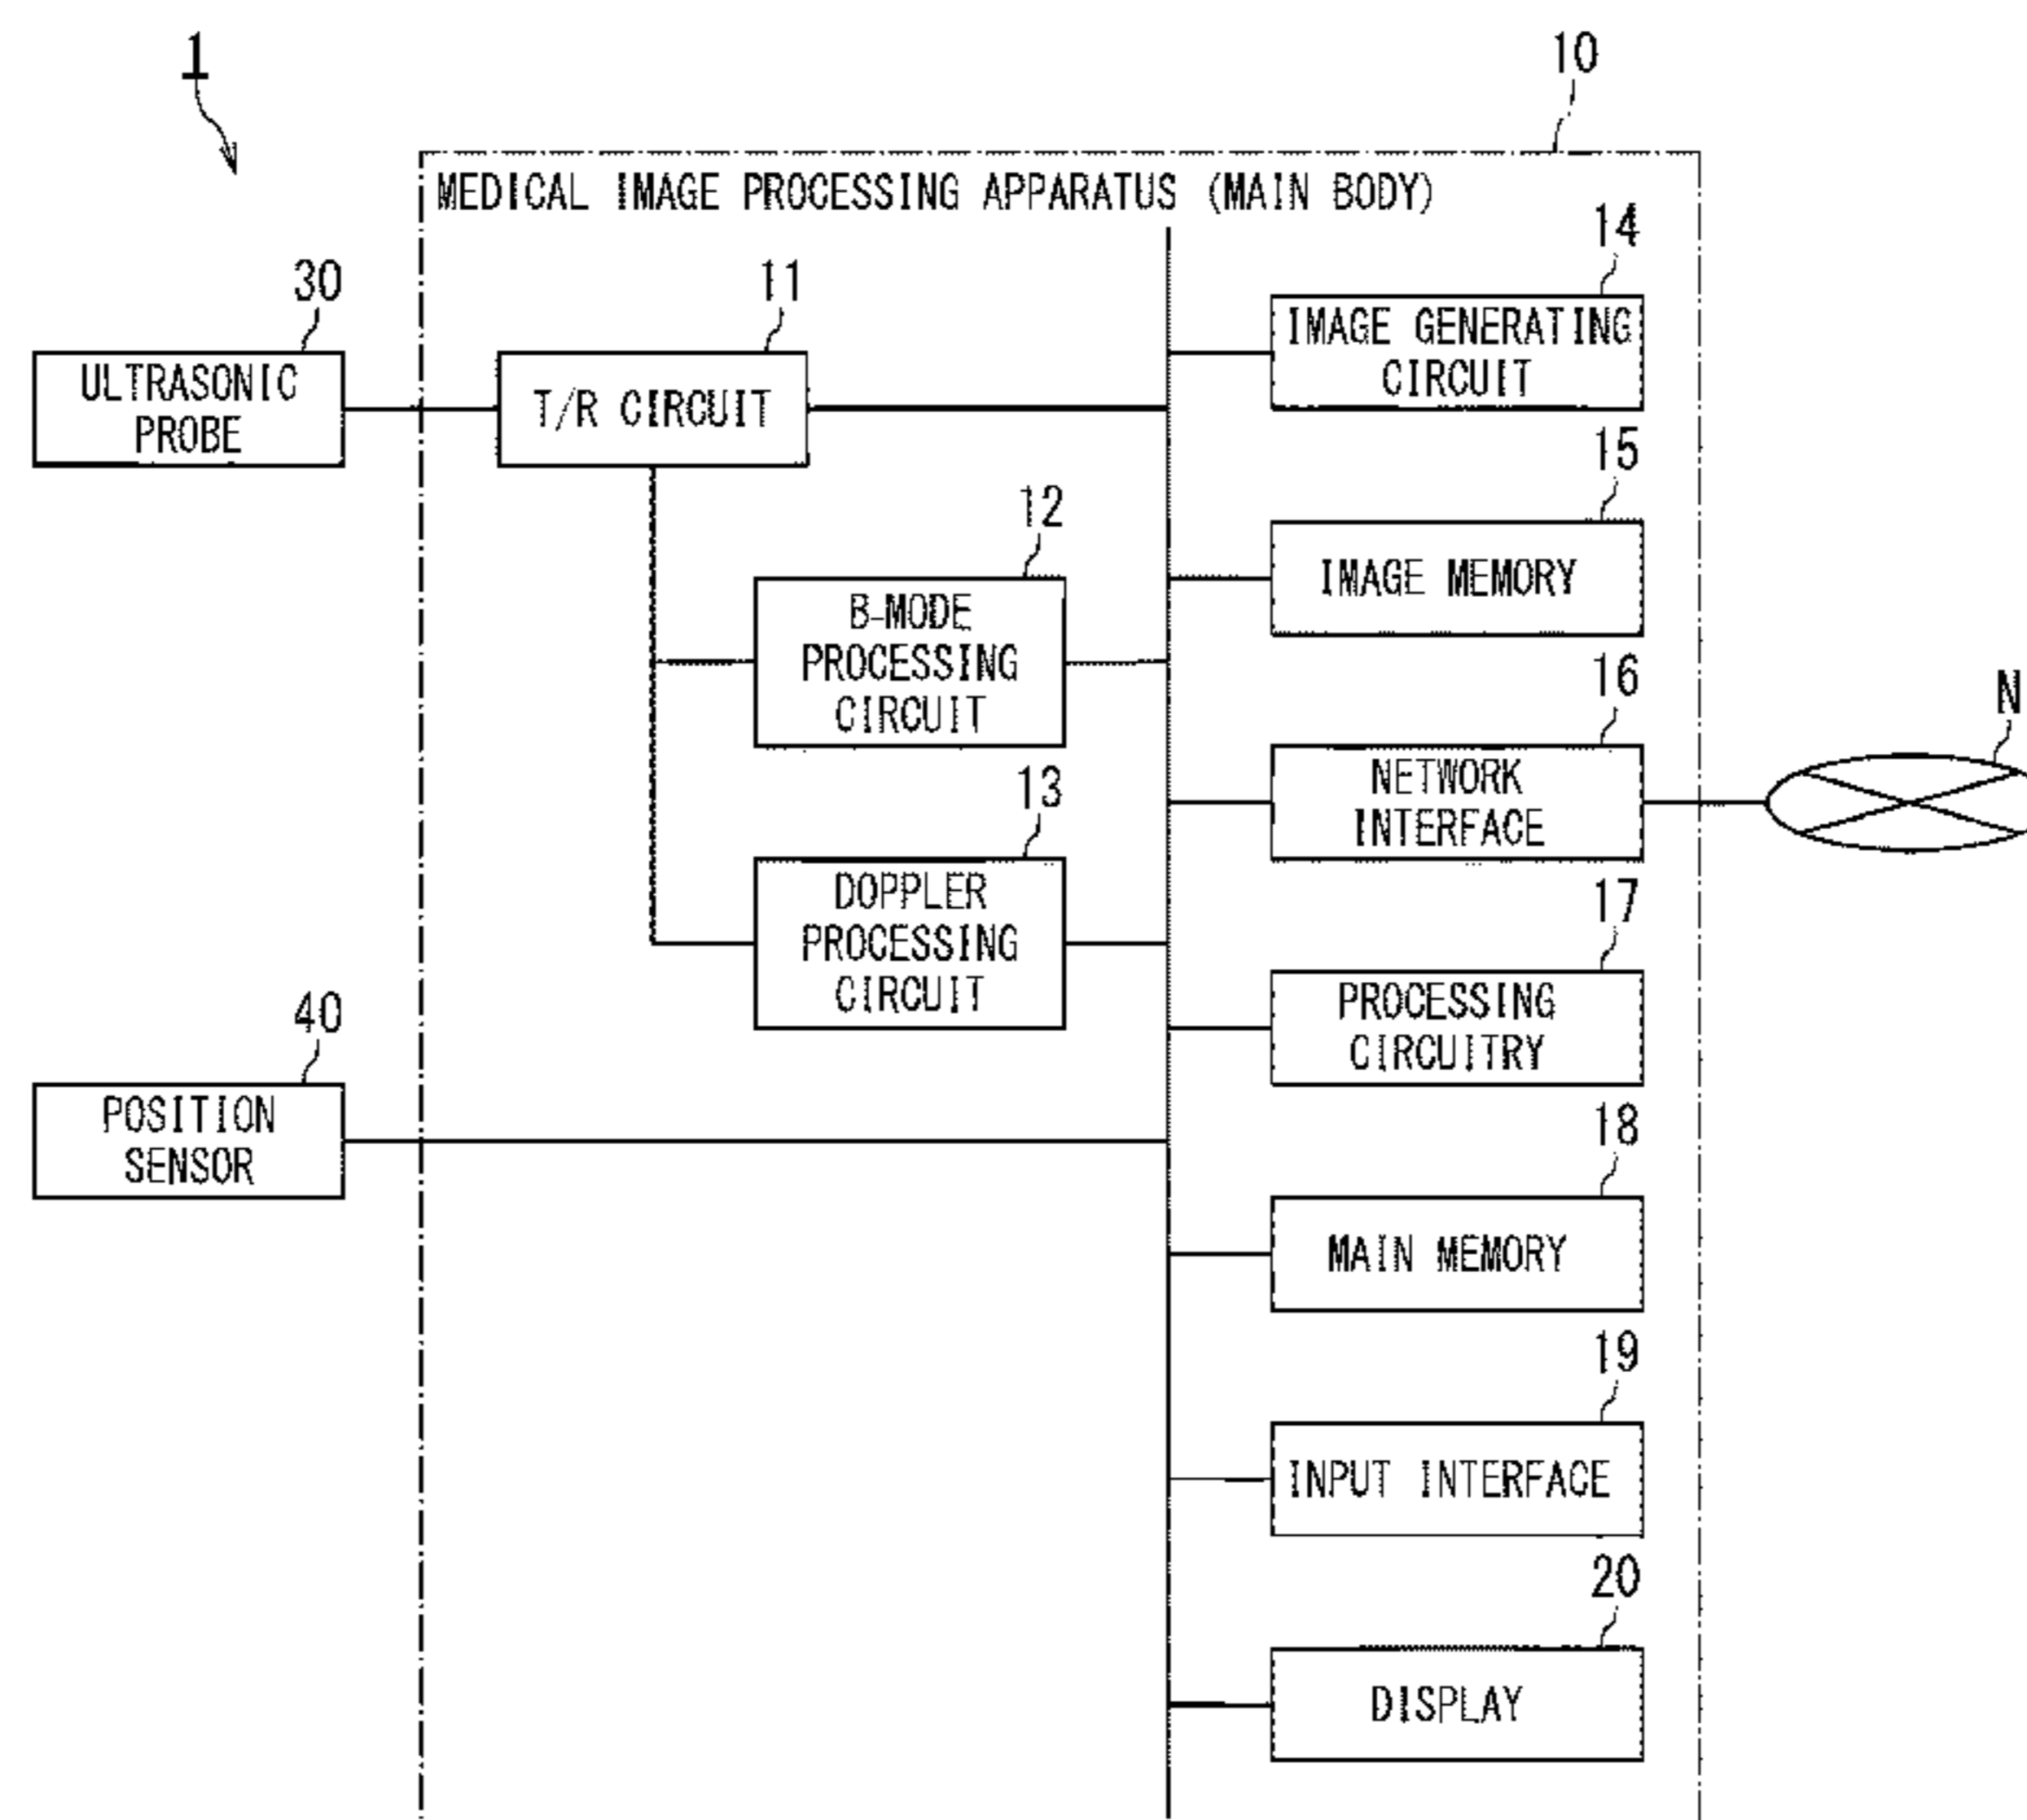 1
10
MEDICAL IMAGE PROCESSING APPARATUS (MAIN BODY)
14
30
11
IMAGE GENERATING
CIRCUIT
ULTRASONIC
PROBE
T/R CIRCUIT
15
12
IMAGE MEMORY
B-MODE
PROCESSING
CIRCUIT
16
N
13
NETWORK
INTERFACE
DOPPLER
PROCESSING
CIRCUIT
17
40
PROCESSING
CIRCUITRY
POSITION
SENSOR
18
MAIN MEMORY
19
INPUT INTERFACE
20
DISPLAY